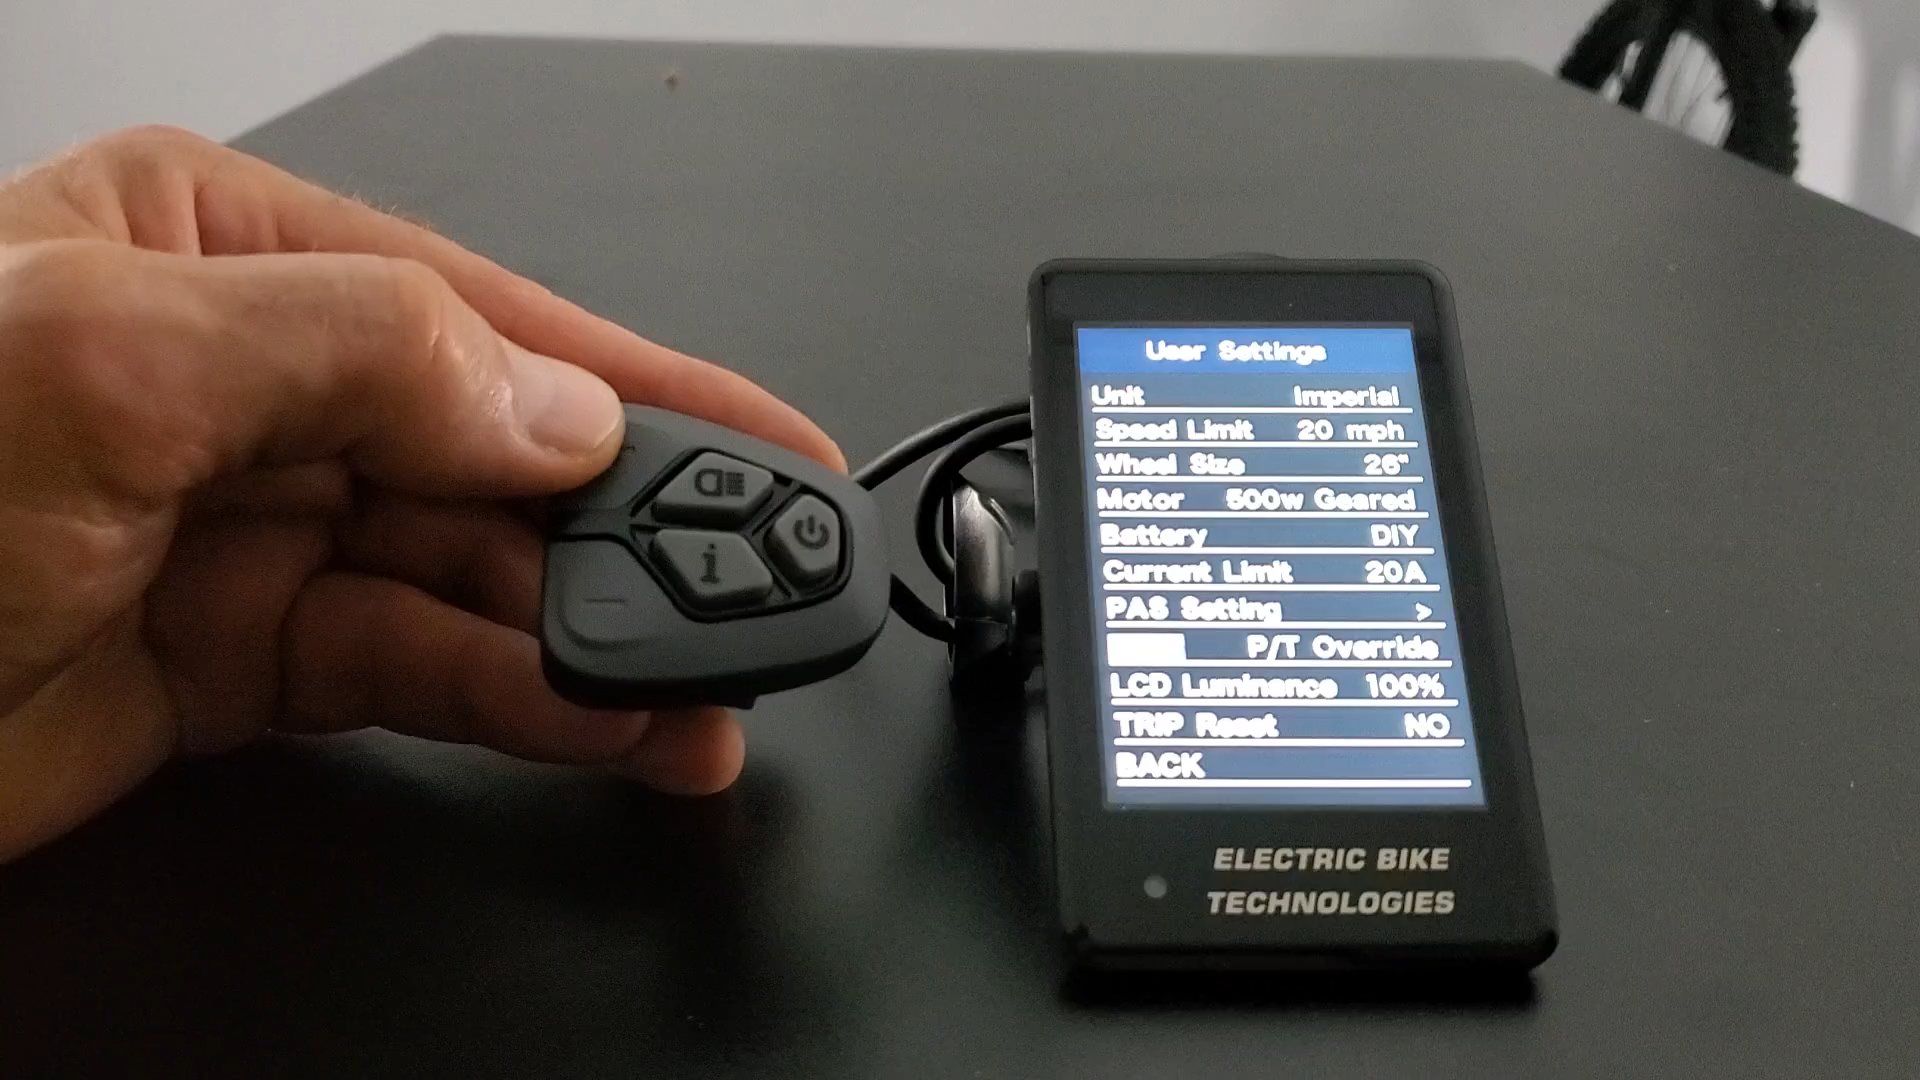 User Settings
Unit Imperial
Speed Limit 20 mph
Wheel Size 26"
Motor 500w Geared
Battery DIY
Current Limit 20A
PAS Setting >
P/T Override
LCD Luminance 100%
TRIP Reset NO
BACK
ELECTRIC BIKE
TECHNOLOGIES
i